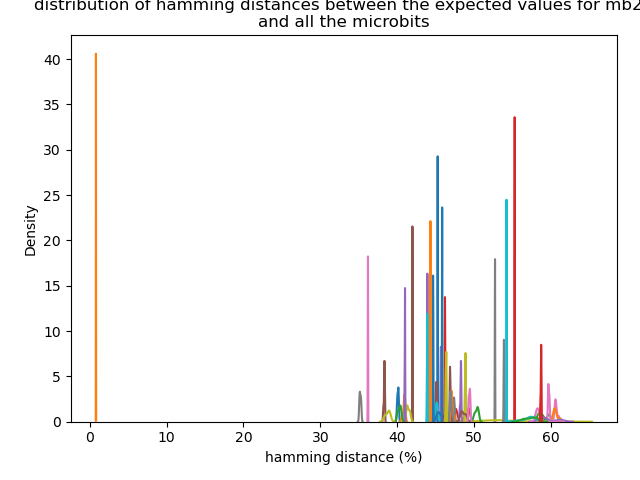 distribution of hamming distances between the expected values for mb2
and all the microbits
40
35
30
25
20
15
10
5
0
Density
0 10 20 30 40 50 60
hamming distance (%)